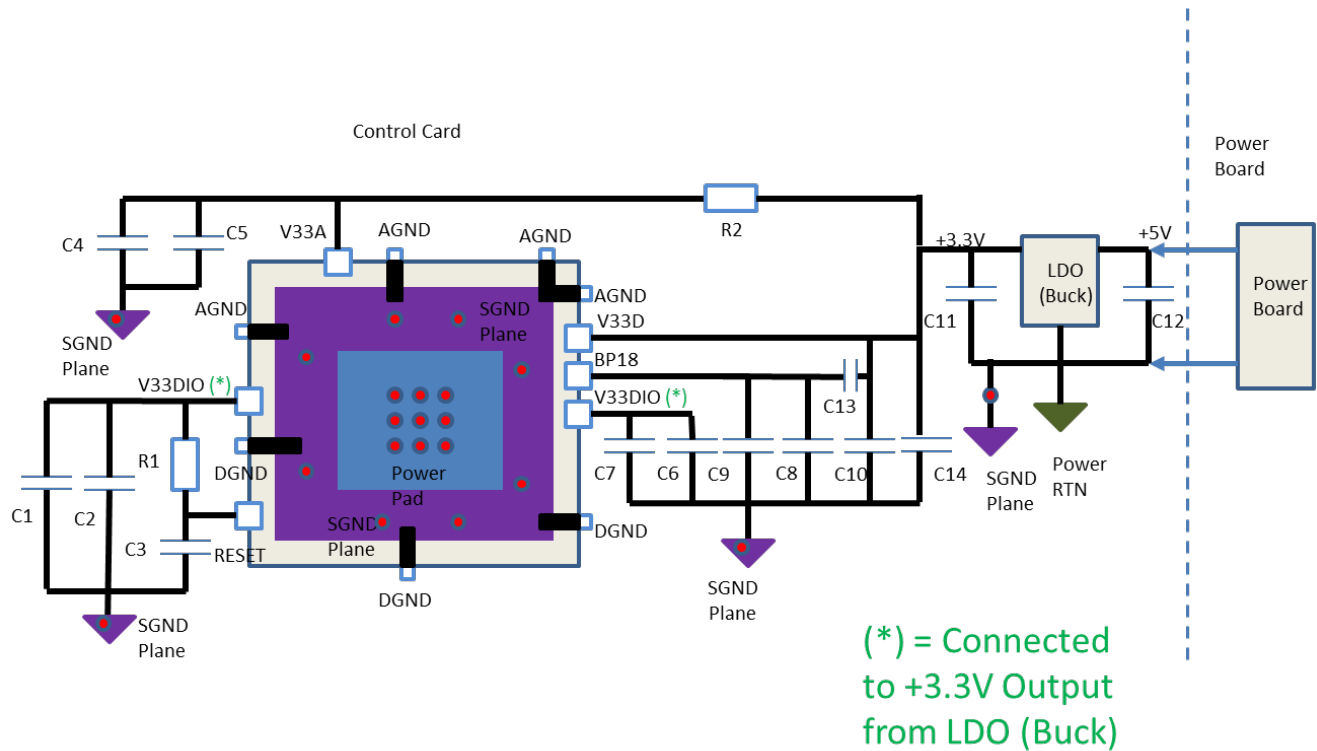 Control Card
Power
Board
R2
C4
C5
V33A
AGND
AGND
+3.3V
+5V
LDO
(Buck)
Power
Board
AGND
SGND
Plane
AGND
V33D
C11
C12
SGND
Plane
BP18
V33DIO (*)
V33DIO (*)
C13
R1
DGND
Power
Pad
C7
C6
C9
C8
C10
C14
SGND
Plane
Power
RTN
C1
C2
C3
RESET
SGND
Plane
DGND
DGND
SGND
Plane
SGND
Plane
(*) = Connected
to +3.3V Output
from LDO (Buck)